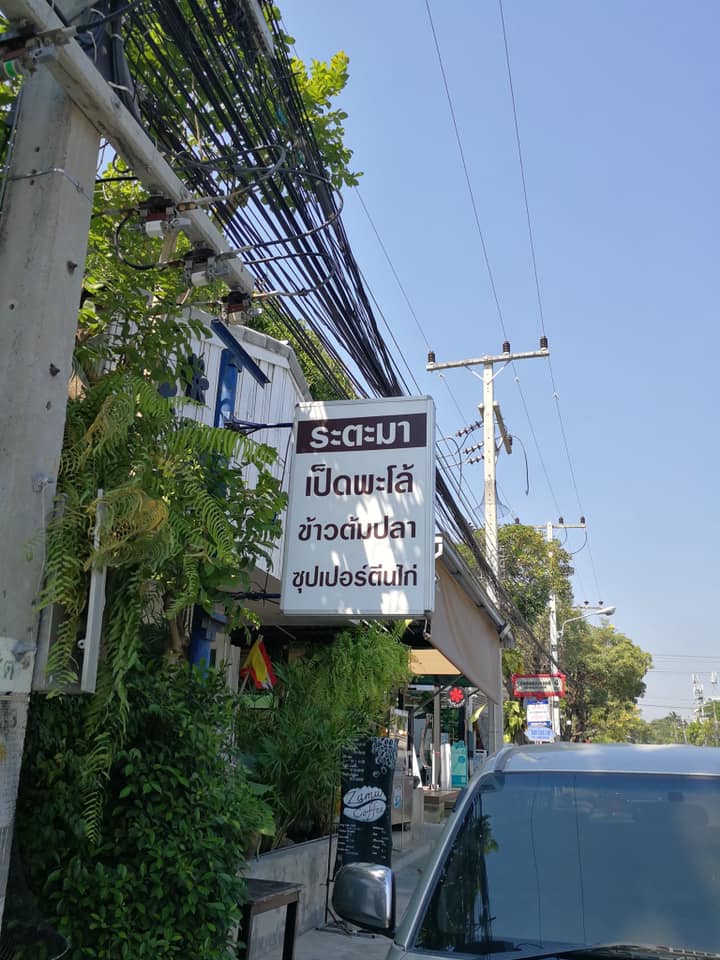 ระตะมา
เป็ดพะโล้
ข้าวต้มปลา
ซุปเปอร์ตีนไก่
Zamu
Coffee